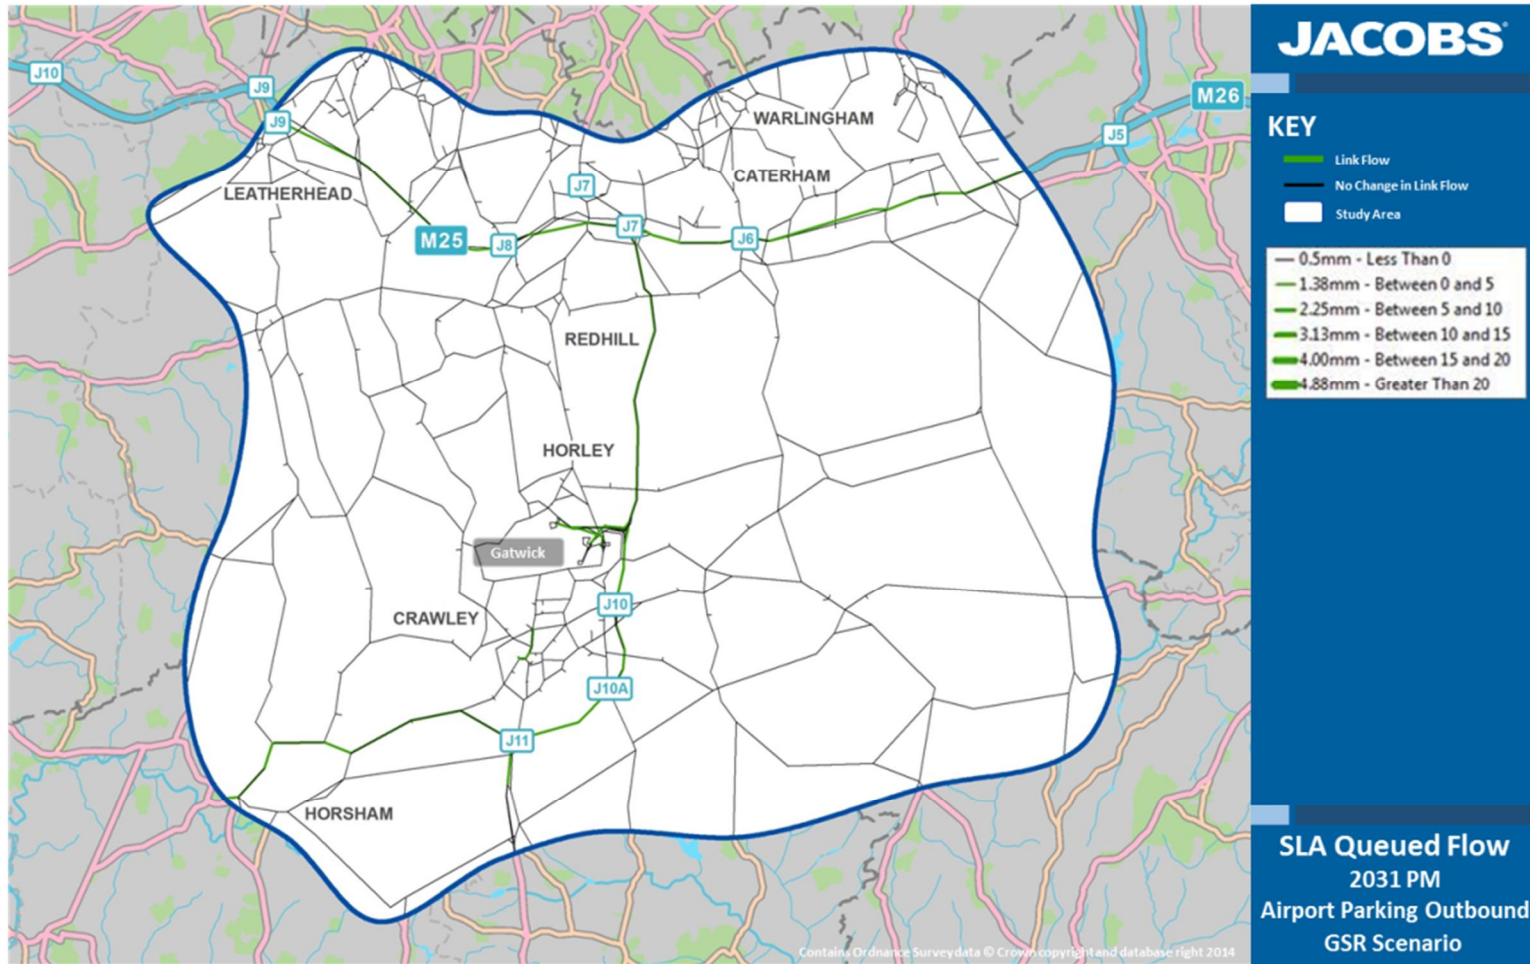 JACOBS
KEY
Link Flow
No Change in Link Flow
Study Area
0.5mm - Less Than 0
1.38mm - Between 0 and 5
2.25mm - Between 5 and 10
3.13mm - Between 10 and 15
4.00mm - Between 15 and 20
4.88mm - Greater Than 20
J10
J9
J9
M26
J5
WARLINGHAM
CATERHAM
LEATHERHEAD
J7
M25
J8
J7
J6
REDHILL
HORLEY
Gatwick
J10
CRAWLEY
J10A
J11
HORSHAM
SLA Queued Flow
2031 PM
Airport Parking Outbound
GSR Scenario
Contains Ordnance Survey data © Crown copyright and database right 2014